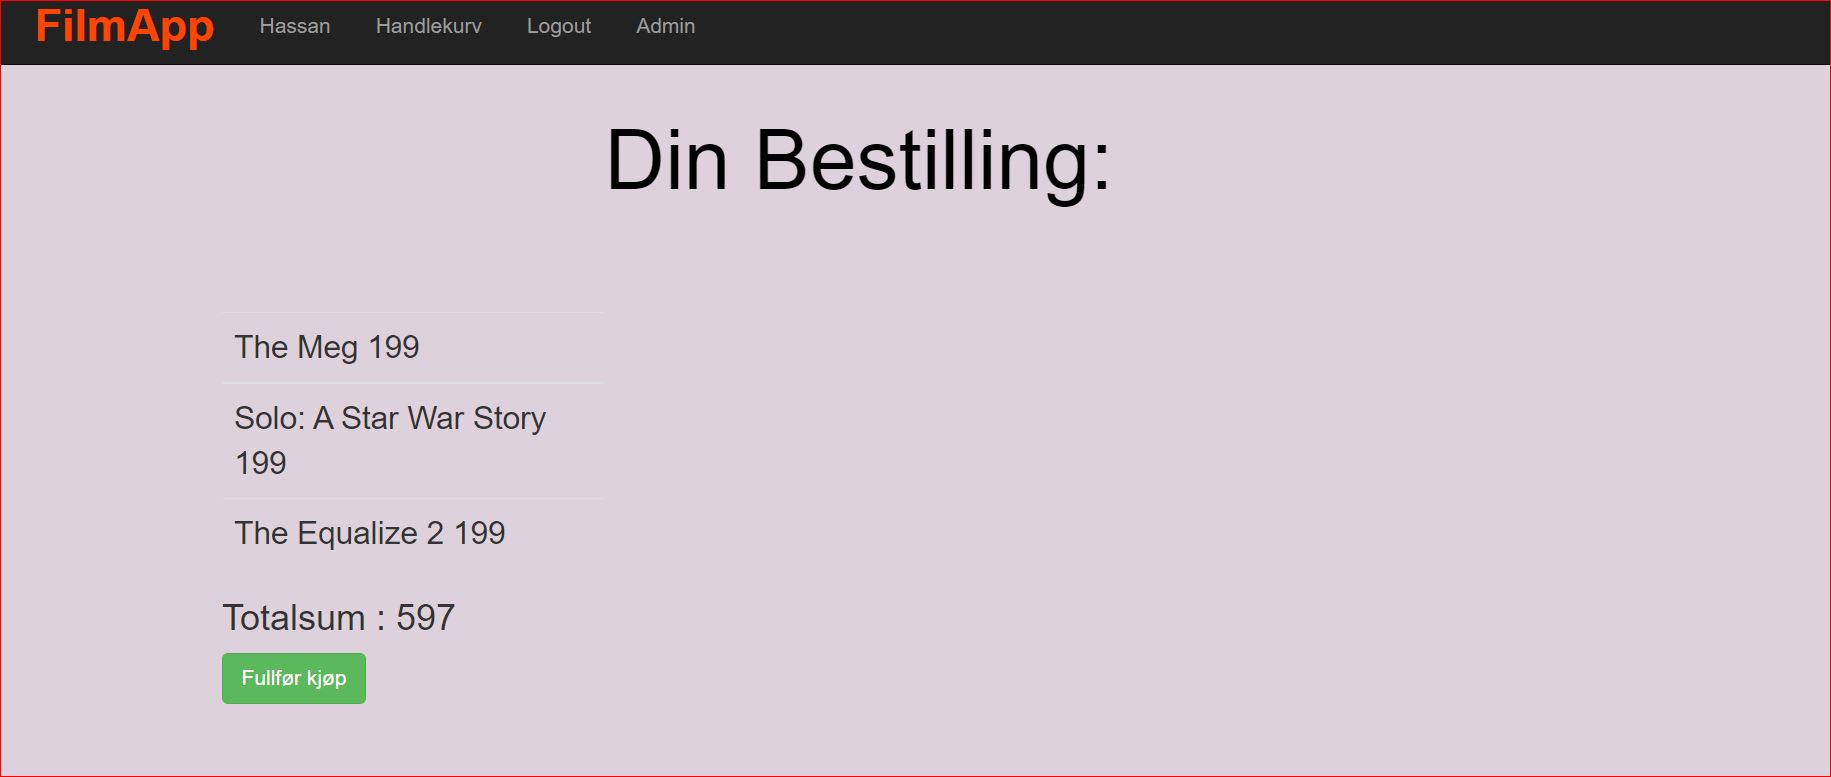 FilmApp Hassan Handlekurv Logout Admin
Din Bestilling:
The Meg 199
Solo: A Star War Story
199
The Equalize 2 199
Totalsum : 597
Fullfør kjøp